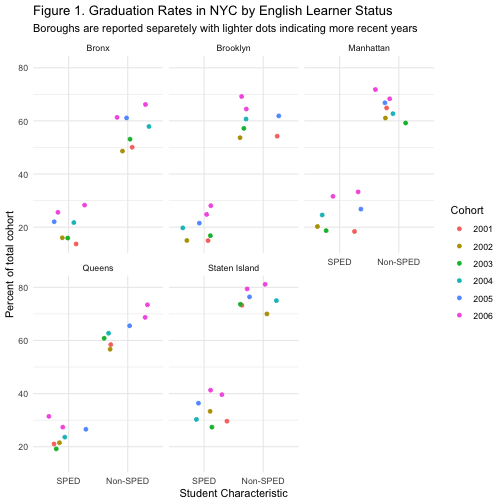 Figure 1. Graduation Rates in NYC by English Learner Status
Boroughs are reported separetely with lighter dots indicating more recent years
Bronx
Brooklyn
Manhattan
80
60
40
20
SPED
Non-SPED
Queens
Staten Island
80
60
40
20
SPED
Non-SPED
SPED
Non-SPED
Percent of total cohort
Student Characteristic
Cohort
2001
2002
2003
2004
2005
2006